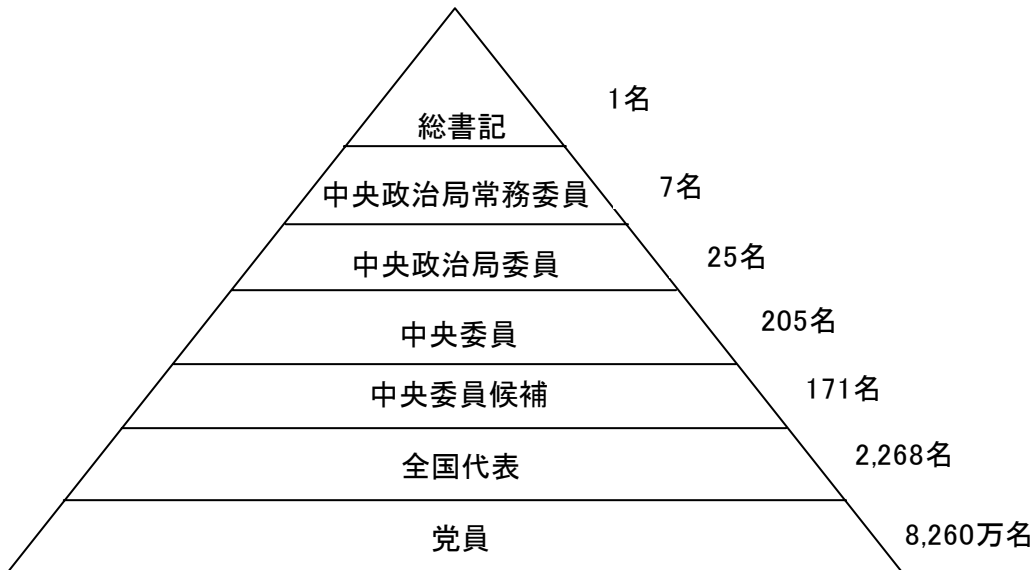 総書記
1名
中央政治局常務委員
7名
中央政治局委員
25名
中央委員
205名
中央委員候補
171名
全国代表
2,268名
党員
8,260万名